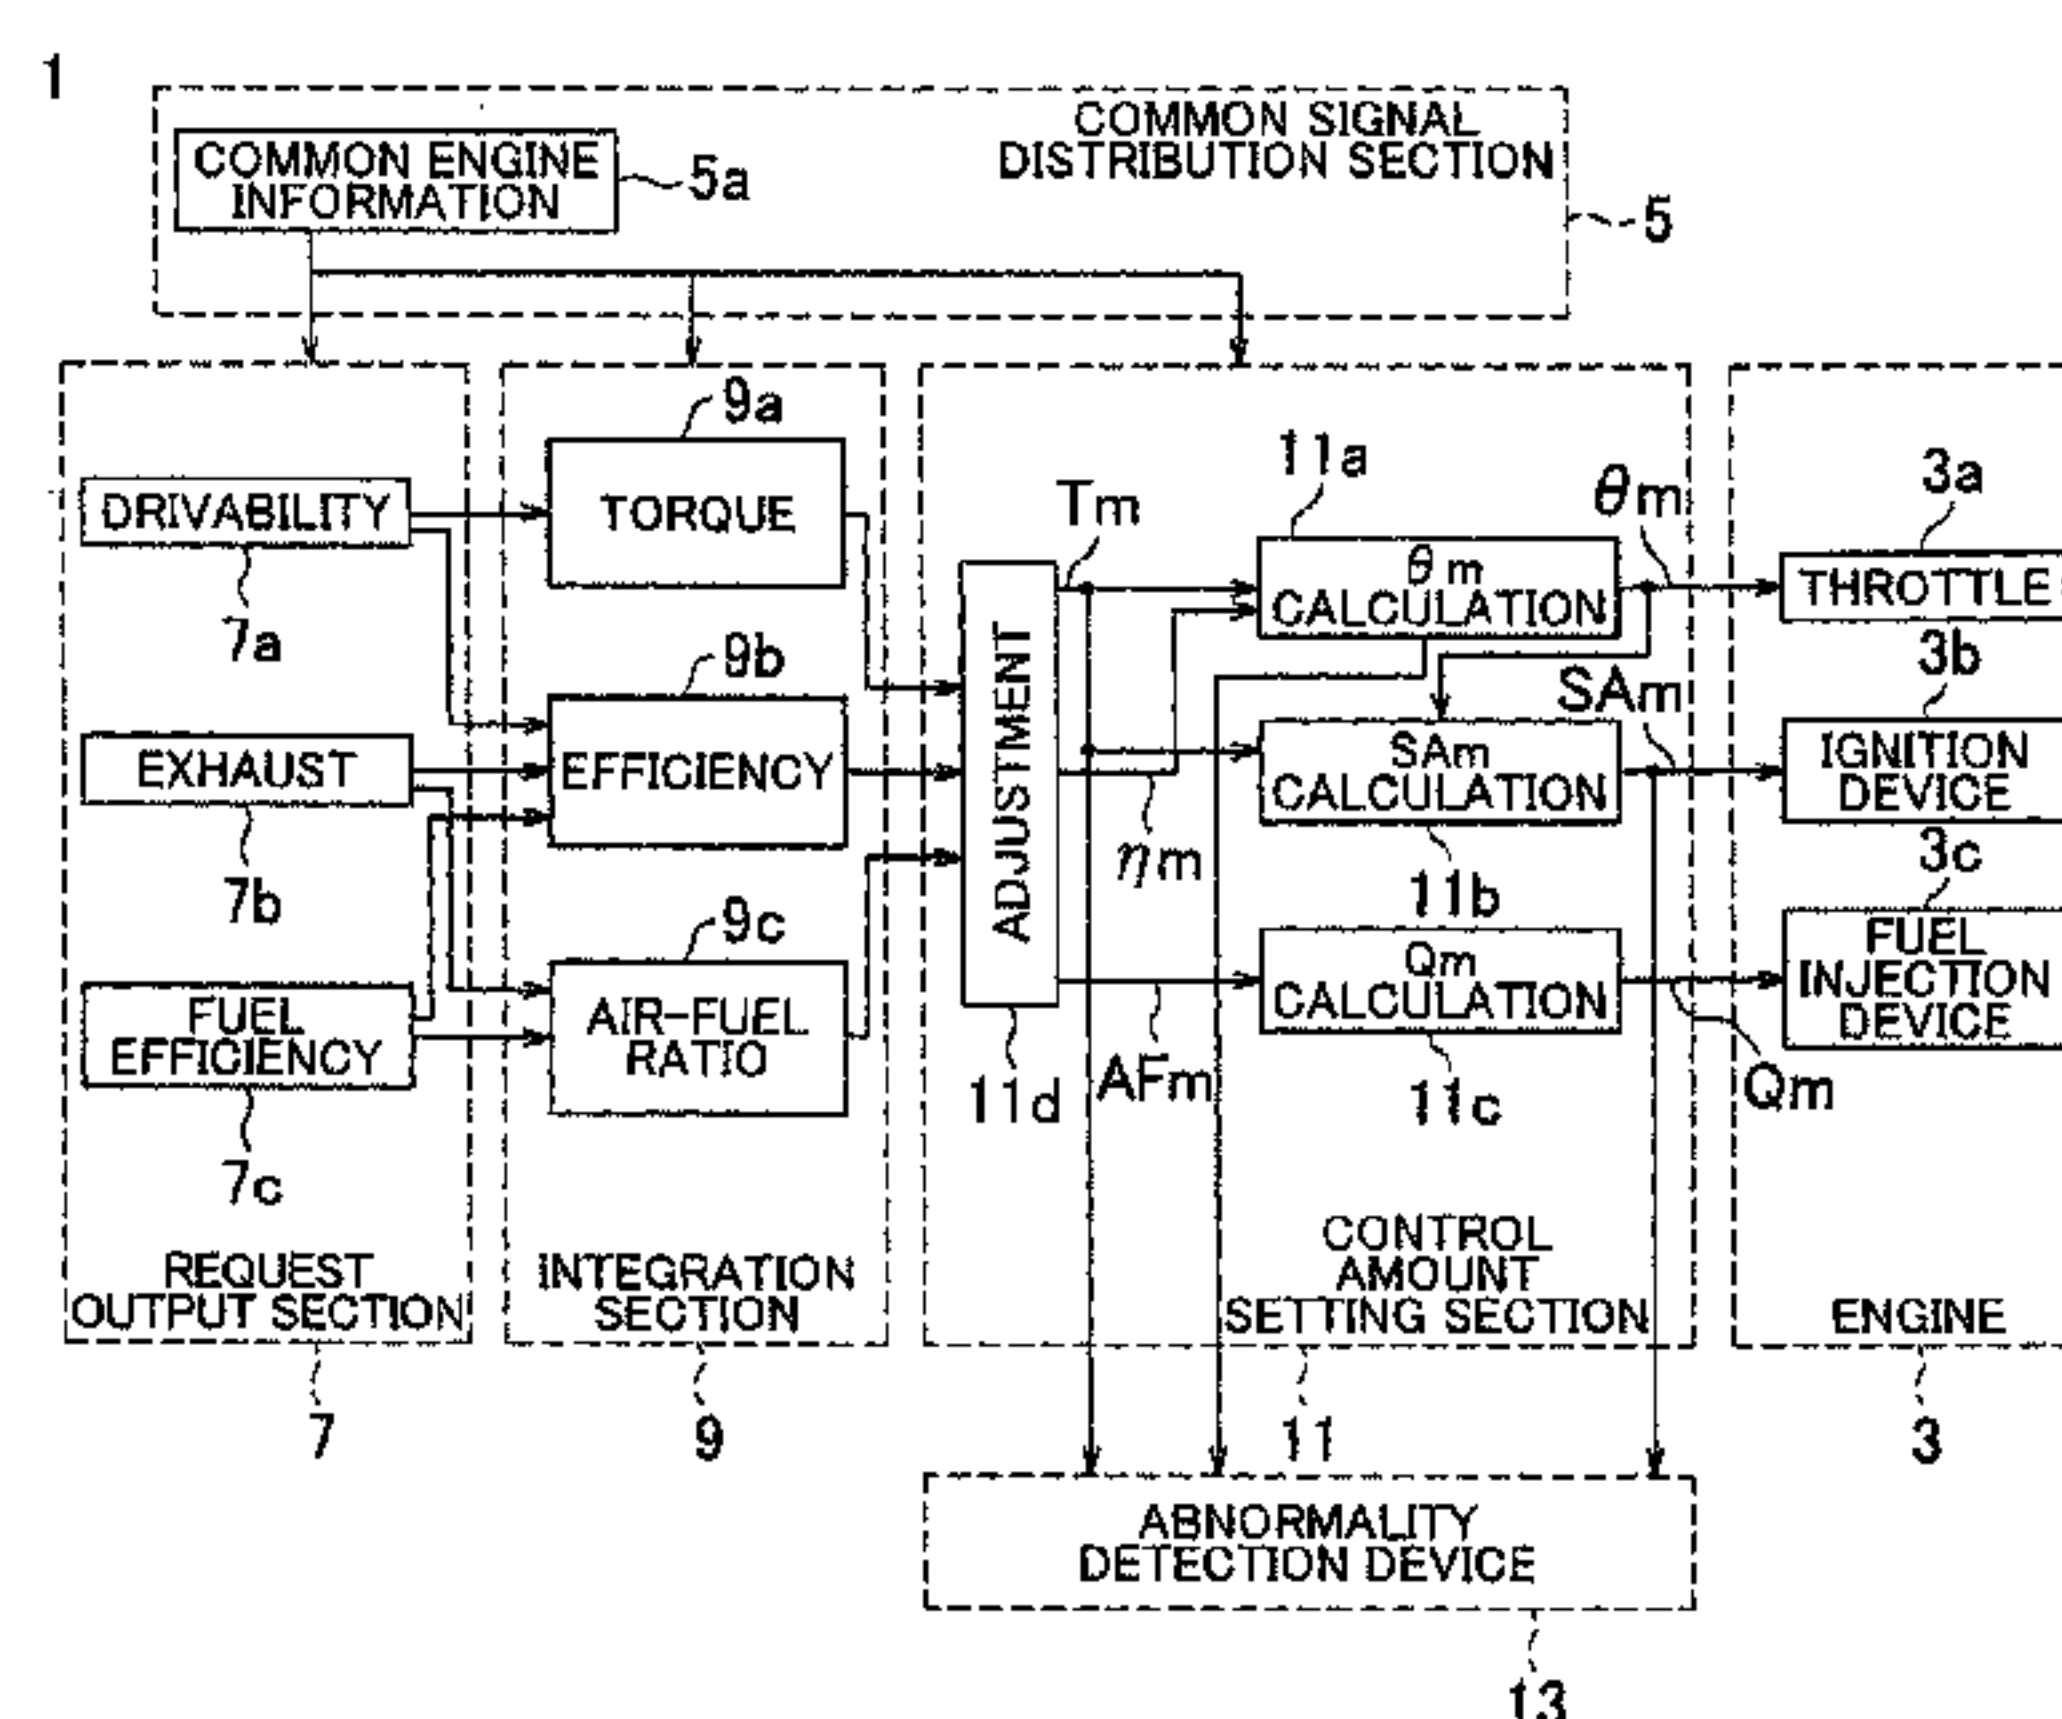 1
COMMON SIGNAL
DISTRIBUTION SECTION
COMMON ENGINE
INFORMATION
5a
5
9a
TORQUE
DRIVABILITY
7a
9b
EFFICIENCY
EXHAUST
7b
9c
AIR-FUEL
RATIO
FUEL
EFFICIENCY
7c
REQUEST
OUTPUT SECTION
7
INTEGRATION
SECTION
9
ADJUSTMENT
11d
Tm
ηm
AFm
11a
θm
CALCULATION
θm
SAm
CALCULATION
11b
SAm
Qm
CALCULATION
11c
Qm
CONTROL
AMOUNT
SETTING SECTION
11
3a
THROTTLE
3b
IGNITION
DEVICE
3c
FUEL
INJECTION
DEVICE
ENGINE
3
ABNORMALITY
DETECTION DEVICE
13